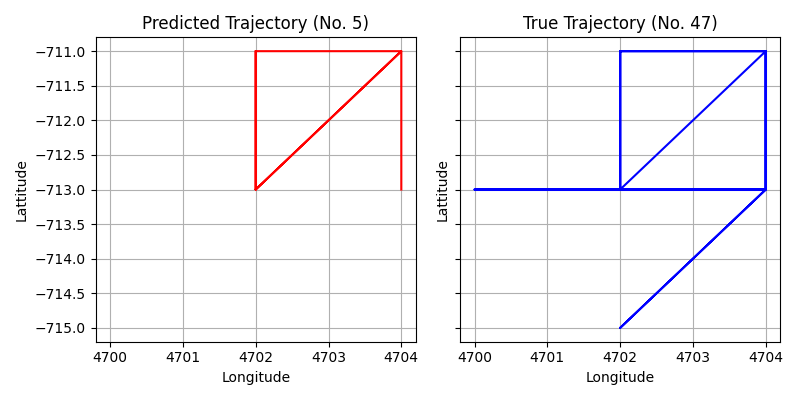 Predicted Trajectory (No. 5)
True Trajectory (No. 47)
−711.0
−711.5
−712.0
−712.5
−713.0
−713.5
−714.0
−714.5
−715.0
Lattitude
Lattitude
4700 4701 4702 4703 4704
4700 4701 4702 4703 4704
Longitude
Longitude